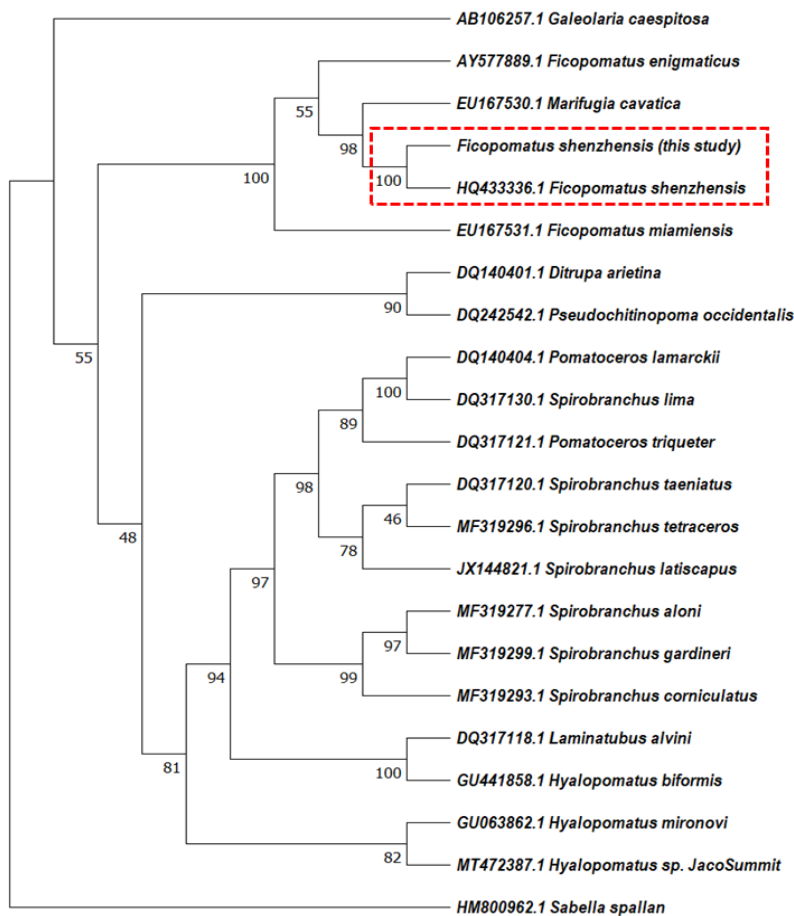 AB106257.1 Galeolaria caespitosa
AY577889.1 Ficopomatus enigmaticus
55
EU167530.1 Marifugia cavatica
98
Ficopomatus shenzhensis (this study)
100
100
HQ433336.1 Ficopomatus shenzhensis
EU167531.1 Ficopomatus miamiensis
DQ140401.1 Ditrupa arietina
90
DQ242542.1 Pseudochitinopoma occidentalis
55
DQ140404.1 Pomatoceros lamarckii
100
DQ317130.1 Spirobranchus lima
89
DQ317121.1 Pomatoceros triqueter
98
DQ317120.1 Spirobranchus taeniatus
46
MF319296.1 Spirobranchus tetraceros
48
78
JX144821.1 Spirobranchus latiscapus
97
MF319277.1 Spirobranchus aloni
97
MF319299.1 Spirobranchus gardineri
94
99
MF319293.1 Spirobranchus corniculatus
DQ317118.1 Laminatubus alvini
81
100
GU441858.1 Hyalopomatus biformis
GU063862.1 Hyalopomatus mironovi
82
MT472387.1 Hyalopomatus sp. JacoSummit
HM800962.1 Sabella spallan